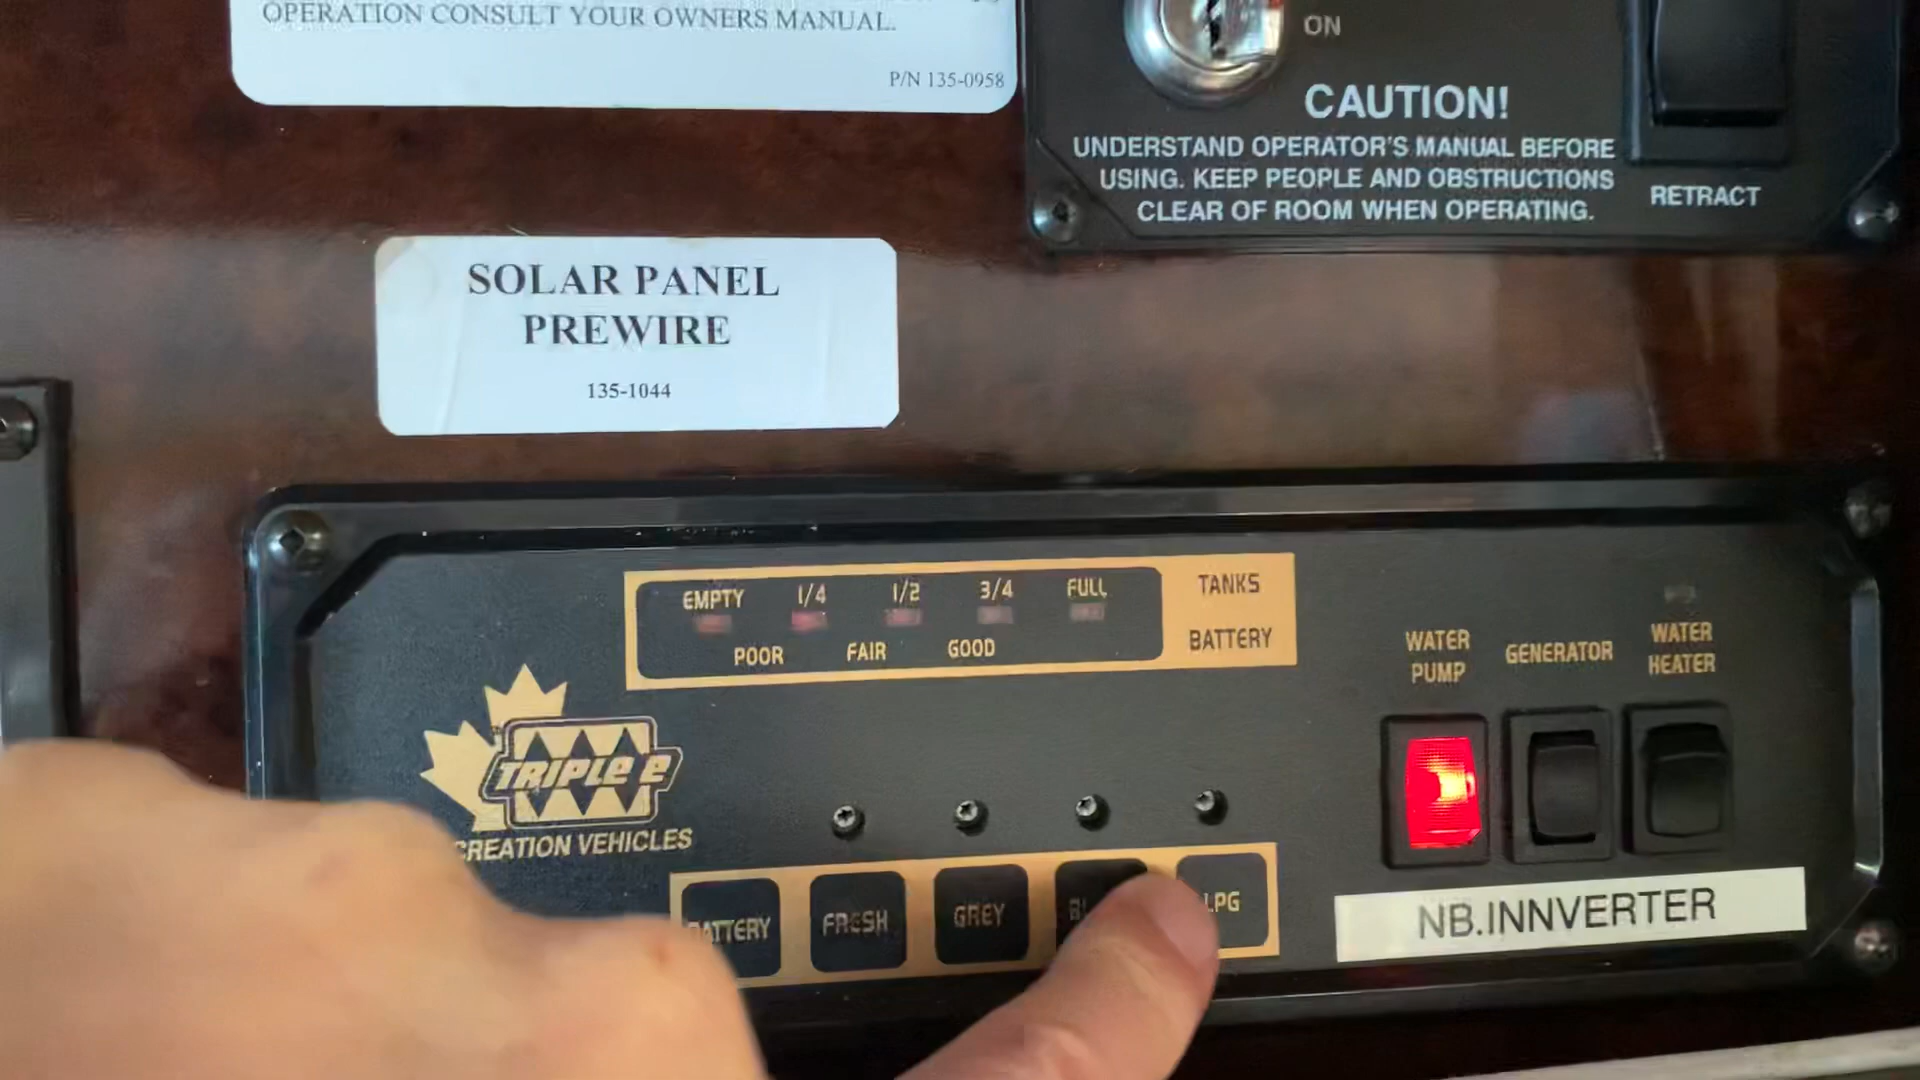 OPERATION CONSULT YOUR OWNERS MANUAL.
P/N 135-0958
ON
CAUTION!
UNDERSTAND OPERATOR'S MANUAL BEFORE
USING. KEEP PEOPLE AND OBSTRUCTIONS
CLEAR OF ROOM WHEN OPERATING.
RETRACT
SOLAR PANEL
PREWIRE
135-1044
EMPTY 1/4 1/2 3/4 FULL TANKS
POOR FAIR GOOD BATTERY
WATER
PUMP
GENERATOR
WATER
HEATER
TRIPLE E
CREATION VEHICLES
BATTERY FRESH GREY LPG
NB.INNVERTER